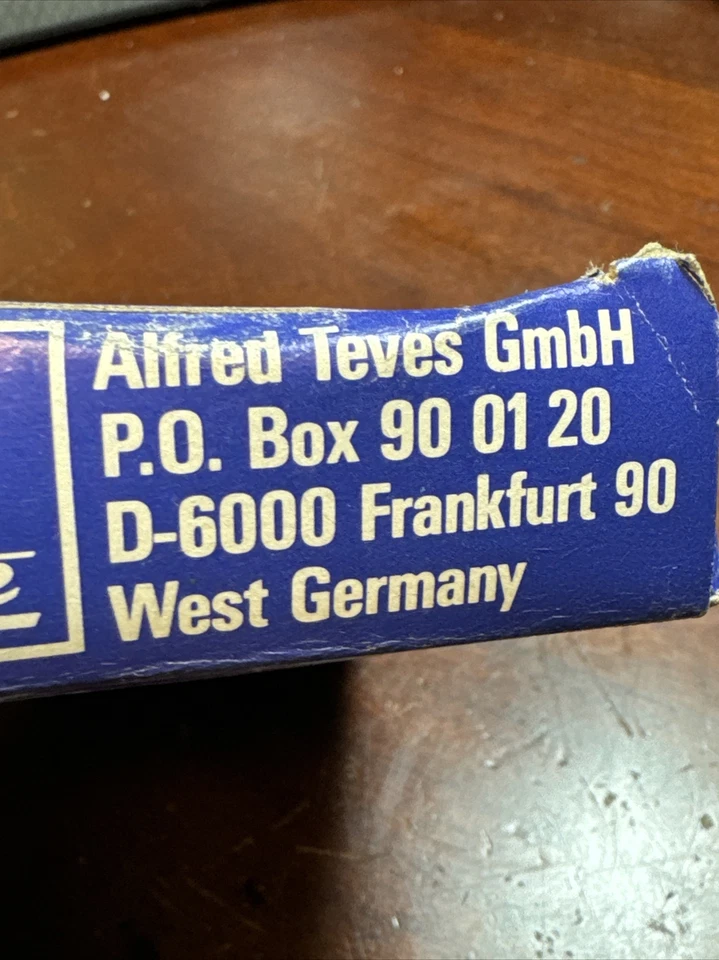 Alfred Teves GmbH
P.O. Box 90 01 20
D-6000 Frankfurt 90
West Germany